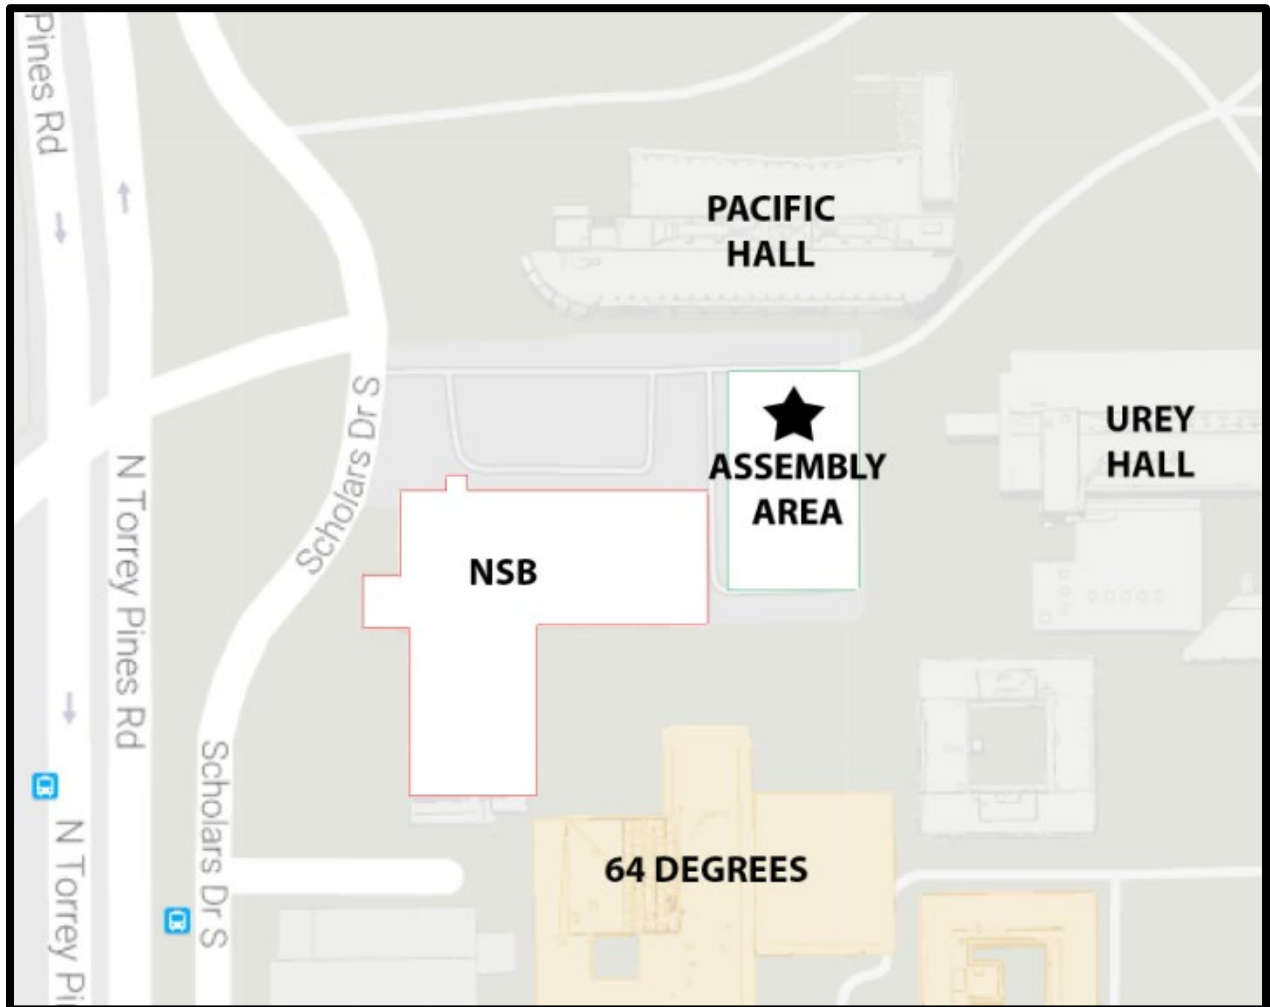 Pines Rd
PACIFIC
HALL
Scholars Dr S
UREY
HALL
ASSEMBLY
AREA
N Torrey Pines Rd
NSB
Scholars Dr S
N Torrey Pi
64 DEGREES